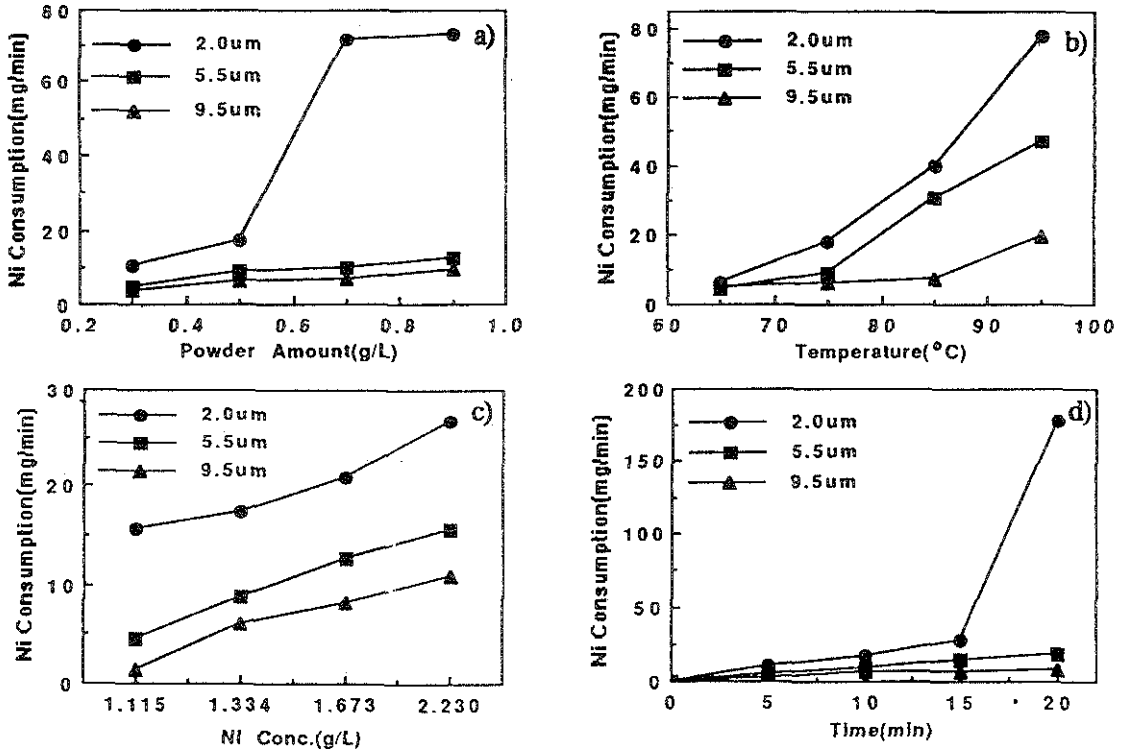 80
60
40
20
0
Ni Consumption(mg/min)
a)
2.0um
5.5um
9.5um
0.2 0.4 0.6 0.8 1.0
Powder Amount(g/L)
80
60
40
20
0
Ni Consumption(mg/min)
b)
2.0um
5.5um
9.5um
60 70 80 90 100
Temperature(°C)
30
20
10
0
Ni Consumption(mg/min)
c)
2.0um
5.5um
9.5um
1.115 1.334 1.673 2.230
NI Conc.(g/L)
200
150
100
50
0
Ni Consumption(mg/min)
d)
2.0um
5.5um
9.5um
0 5 10 15 20
Time(min)